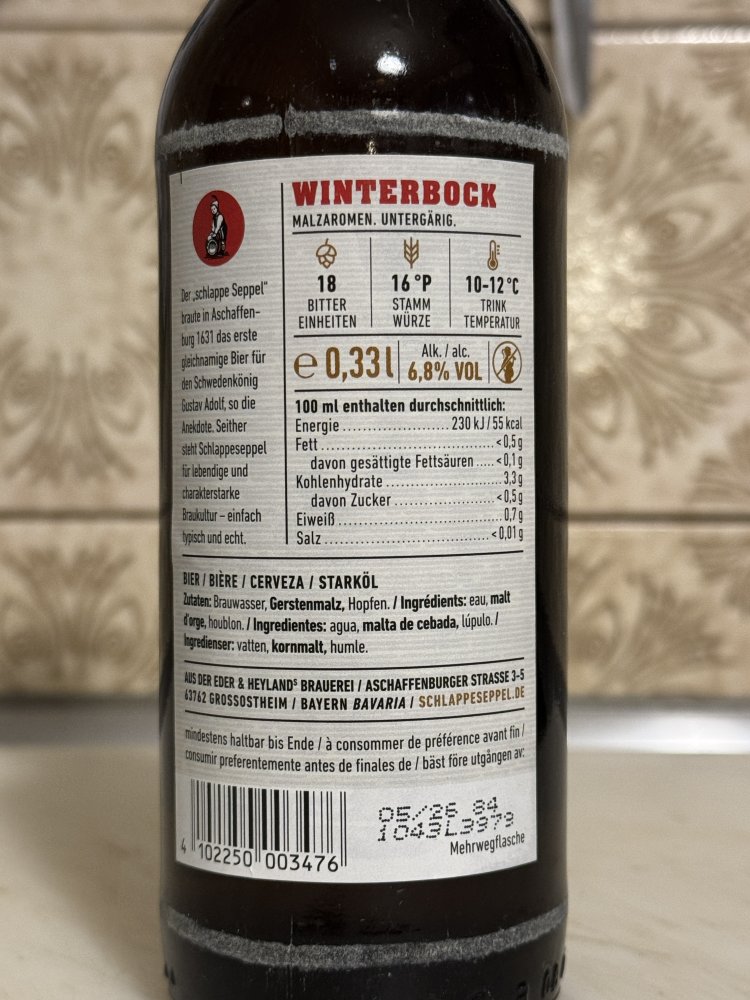 WINTERBOCK
MALZAROMEN. UNTERGÄRIG.
18
BITTER
EINHEITEN
16 °P
STAMM
WÜRZE
10-12 °C
TRINK
TEMPERATUR
Der „schlappe Seppel“
braute in Aschaffen-
burg 1631 das erste
gleichnamige Bier für
den Schwedenkönig
Gustav Adolf, so die
Anekdote. Seither
steht Schlappeseppel
für lebendige und
charakterstarke
Braukultur – einfach
typisch und echt.
℮ 0,33 l
Alk. / alc.
6,8% VOL
100 ml enthalten durchschnittlich:
Energie ........................ 230 kJ / 55 kcal
Fett ........................ <0,5 g
davon gesättigte Fettsäuren ..... <0,1 g
Kohlenhydrate ........................ 3,3 g
davon Zucker ........................ <0,5 g
Eiweiß ........................ 0,7 g
Salz ........................ <0,01 g
BIER / BIÈRE / CERVEZA / STARKÖL
Zutaten: Brauwasser, Gerstenmalz, Hopfen. / Ingrédients: eau, malt
d'orge, houblon. / Ingredientes: agua, malta de cebada, lúpulo. /
Ingredienser: vatten, kornmalt, humle.
AUS DER EDER & HEYLANDS BRAUEREI / ASCHAFFENBURGER STRASSE 3-5
63762 GROSSOSTHEIM / BAYERN BAVARIA / SCHLAPPESEPPEL.DE
mindestens haltbar bis Ende / à consommer de préférence avant fin /
consumir preferentemente antes de finales de / bäst före utgången av:
05/26 84
1043L3979
Mehrwegflasche
4 102250 003476